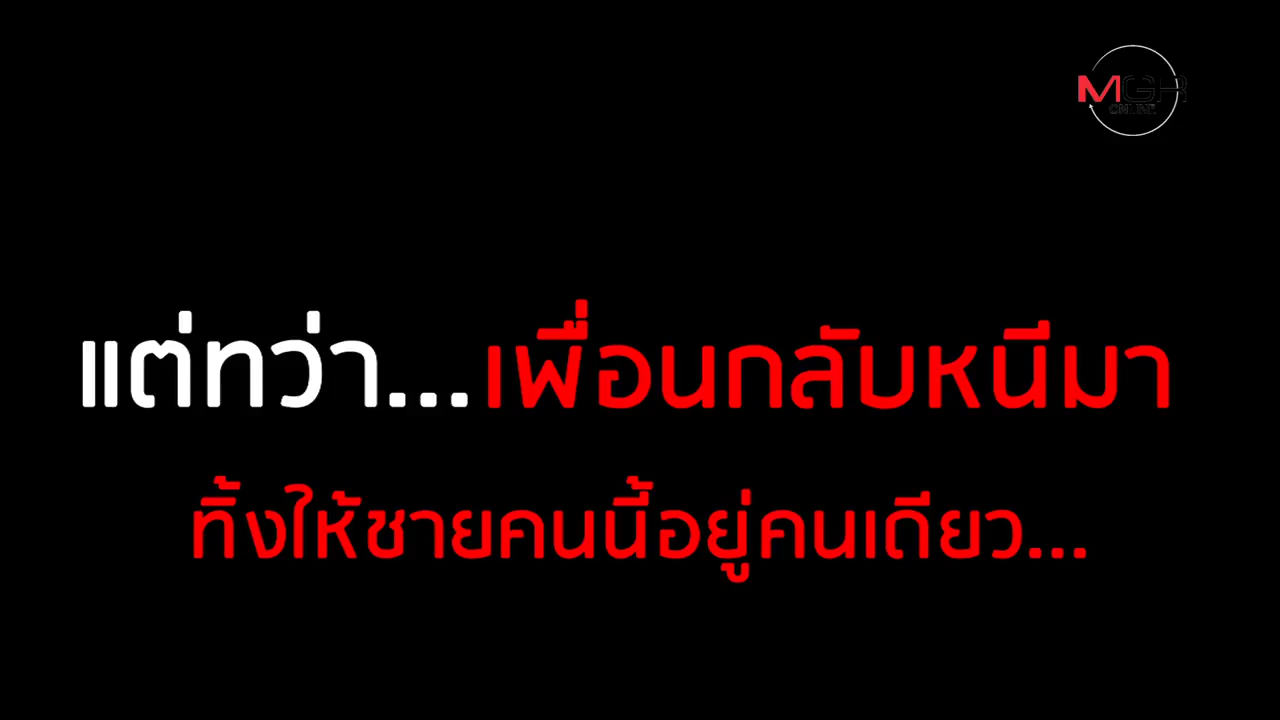 MGR
ONLINE
แต่ทว่า...เพื่อนกลับหนีมา
ทิ้งให้ชายคนนี้อยู่คนเดียว...